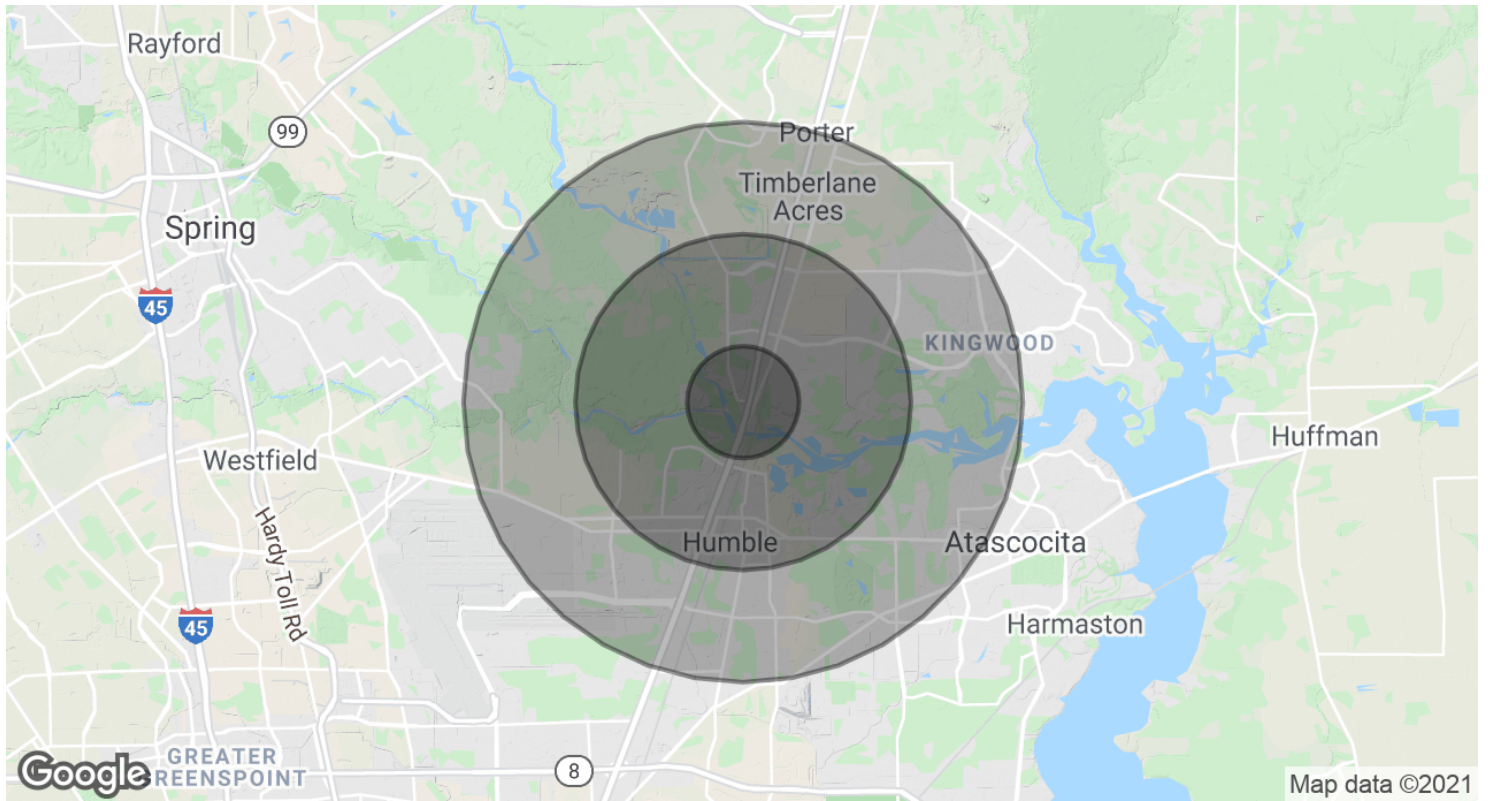 Rayford
99
Porter
Timberlane
Acres
Spring
45
KINGWOOD
Huffman
Westfield
Hardy Toll Rd
Humble
Atascocita
45
Harmaston
GREATER
GREENSPOINT
8
Google
Map data ©2021